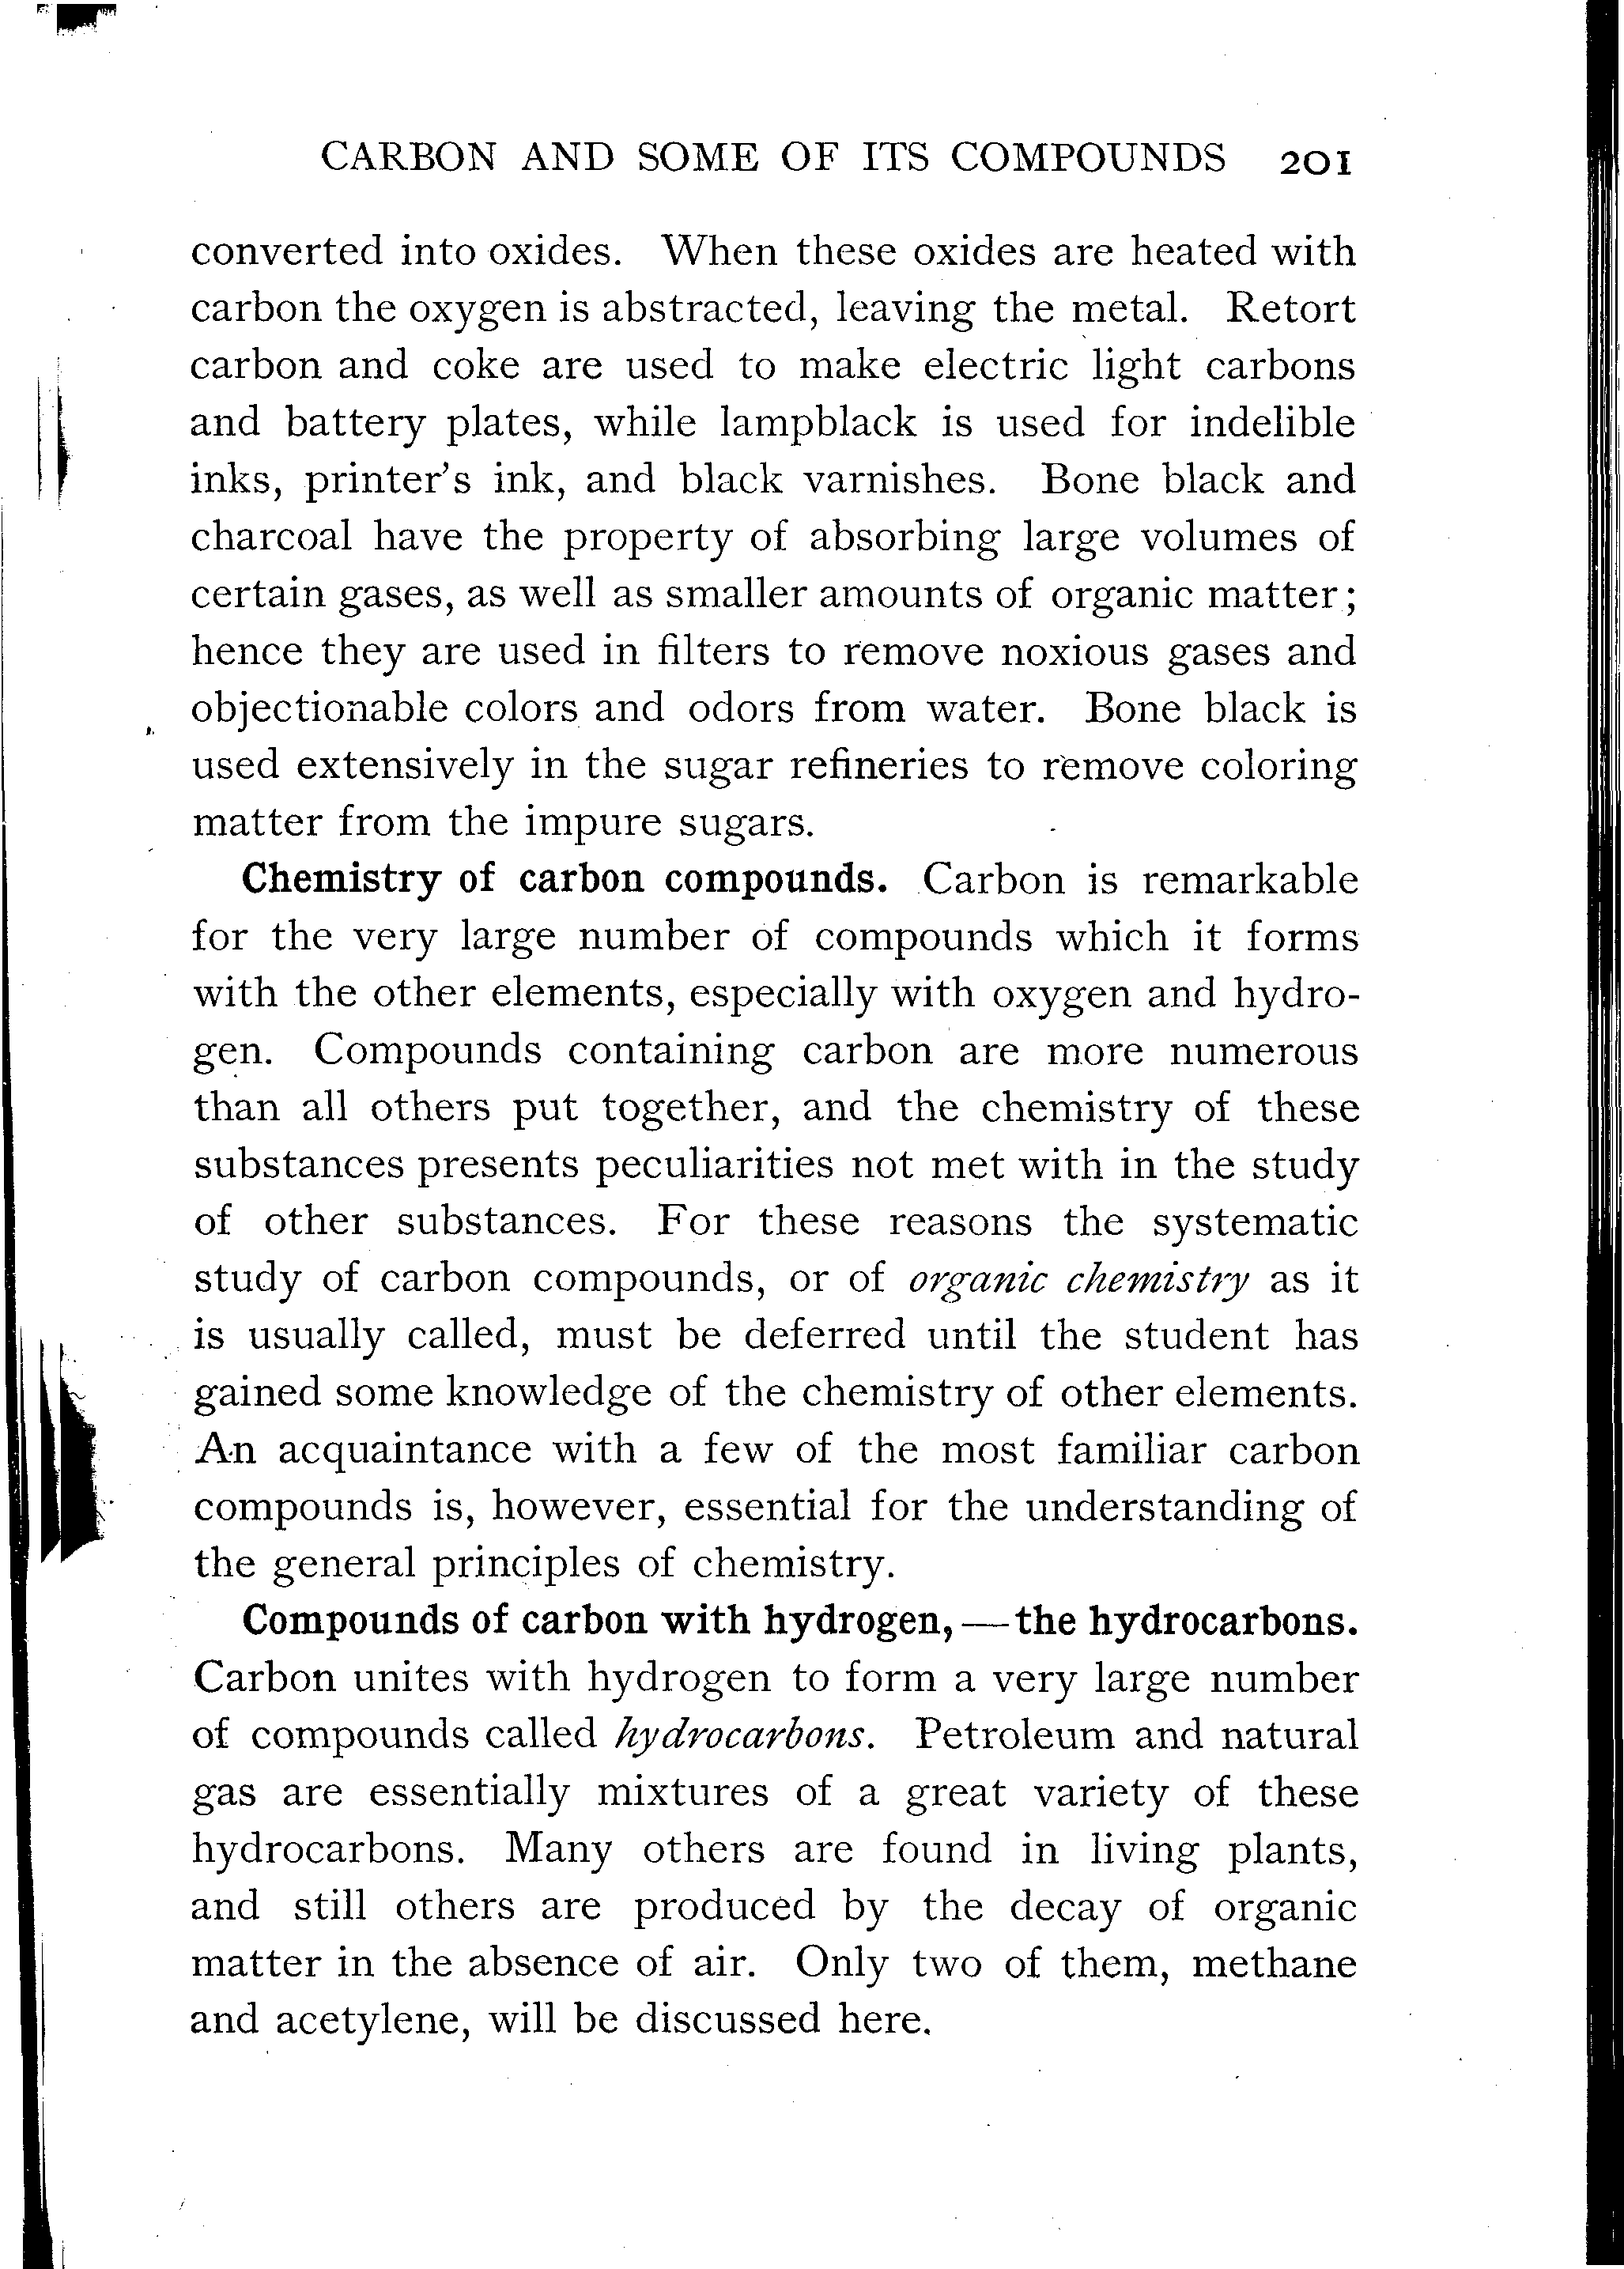 CARBON AND SOME OF ITS COMPOUNDS 201
converted into oxides. When these oxides are heated with
carbon the oxygen is abstracted, leaving the metal. Retort
carbon and coke are used to make electric light carbons
and battery plates, while lampblack is used for indelible
inks, printer's ink, and black varnishes. Bone black and
charcoal have the property of absorbing large volumes of
certain gases, as well as smaller amounts of organic matter;
hence they are used in filters to remove noxious gases and
objectionable colors and odors from water. Bone black is
used extensively in the sugar refineries to remove coloring
matter from the impure sugars.
Chemistry of carbon compounds. Carbon is remarkable
for the very large number of compounds which it forms
with the other elements, especially with oxygen and hydro-
gen. Compounds containing carbon are more numerous
than all others put together, and the chemistry of these
substances presents peculiarities not met with in the study
of other substances. For these reasons the systematic
study of carbon compounds, or of organic chemistry as it
is usually called, must be deferred until the student has
gained some knowledge of the chemistry of other elements.
An acquaintance with a few of the most familiar carbon
compounds is, however, essential for the understanding of
the general principles of chemistry.
Compounds of carbon with hydrogen, — the hydrocarbons.
Carbon unites with hydrogen to form a very large number
of compounds called hydrocarbons. Petroleum and natural
gas are essentially mixtures of a great variety of these
hydrocarbons. Many others are found in living plants,
and still others are produced by the decay of organic
matter in the absence of air. Only two of them, methane
and acetylene, will be discussed here.